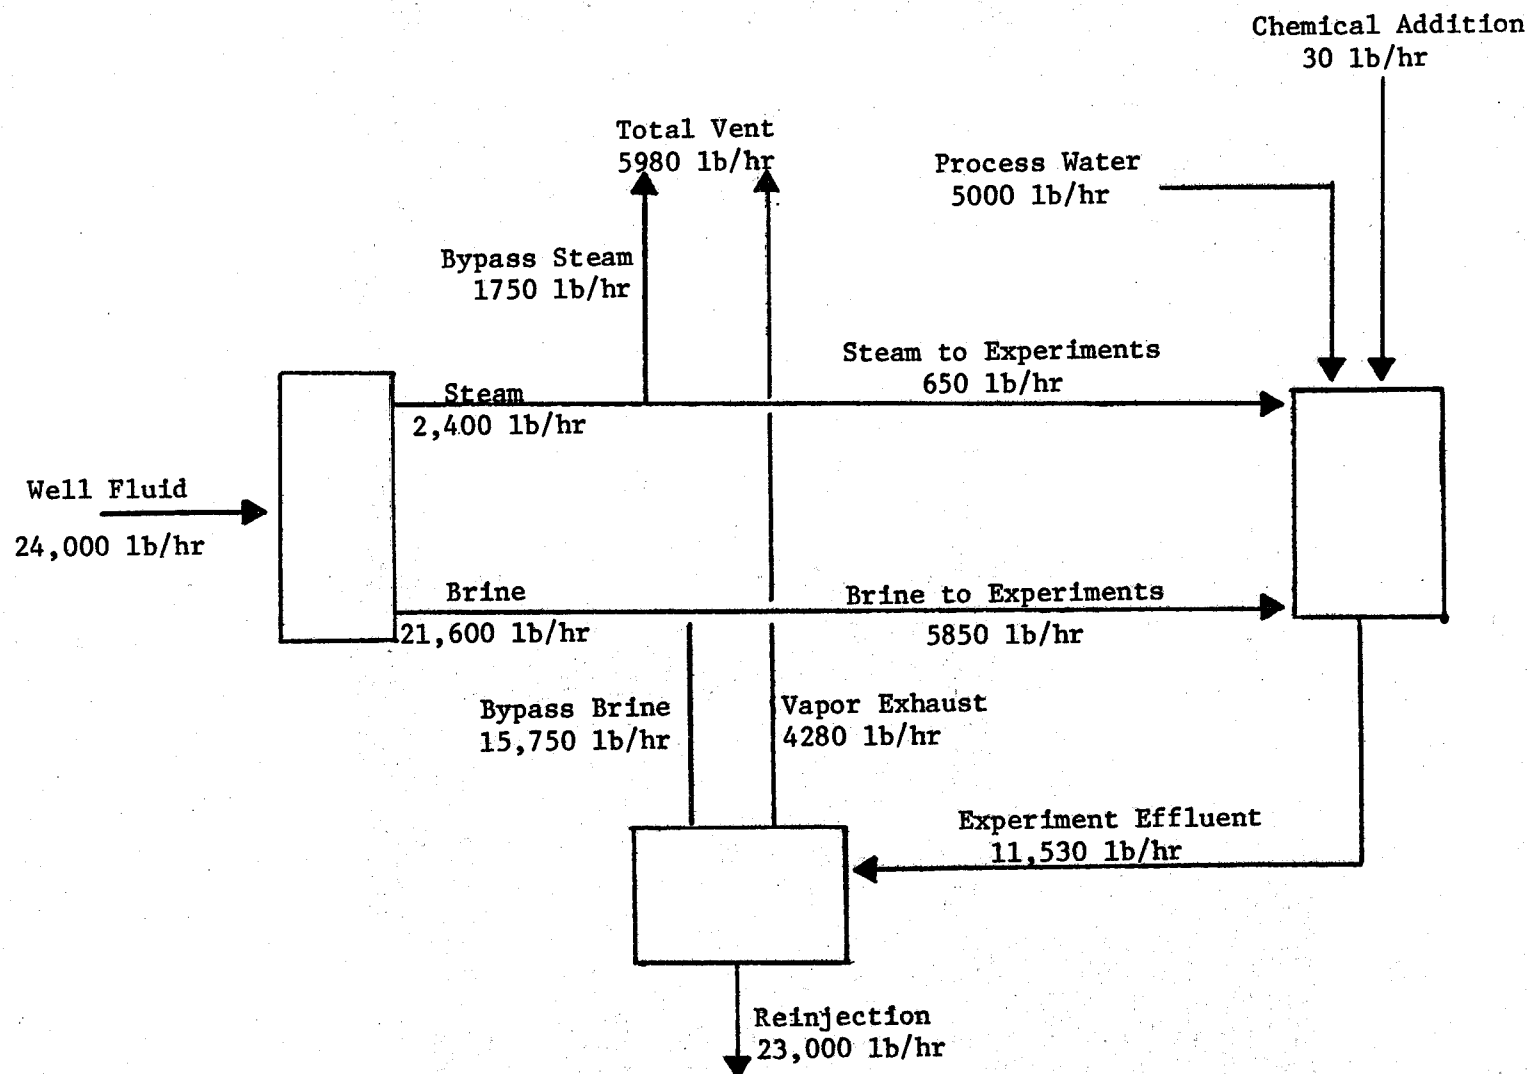 Chemical Addition
30 lb/hr
Total Vent
5980 lb/hr
Process Water
5000 lb/hr
Bypass Steam
1750 lb/hr
Steam to Experiments
650 lb/hr
Steam
2,400 lb/hr
Well Fluid
24,000 lb/hr
Brine
21,600 lb/hr
Brine to Experiments
5850 lb/hr
Bypass Brine
15,750 lb/hr
Vapor Exhaust
4280 lb/hr
Experiment Effluent
11,530 lb/hr
Reinjection
23,000 lb/hr